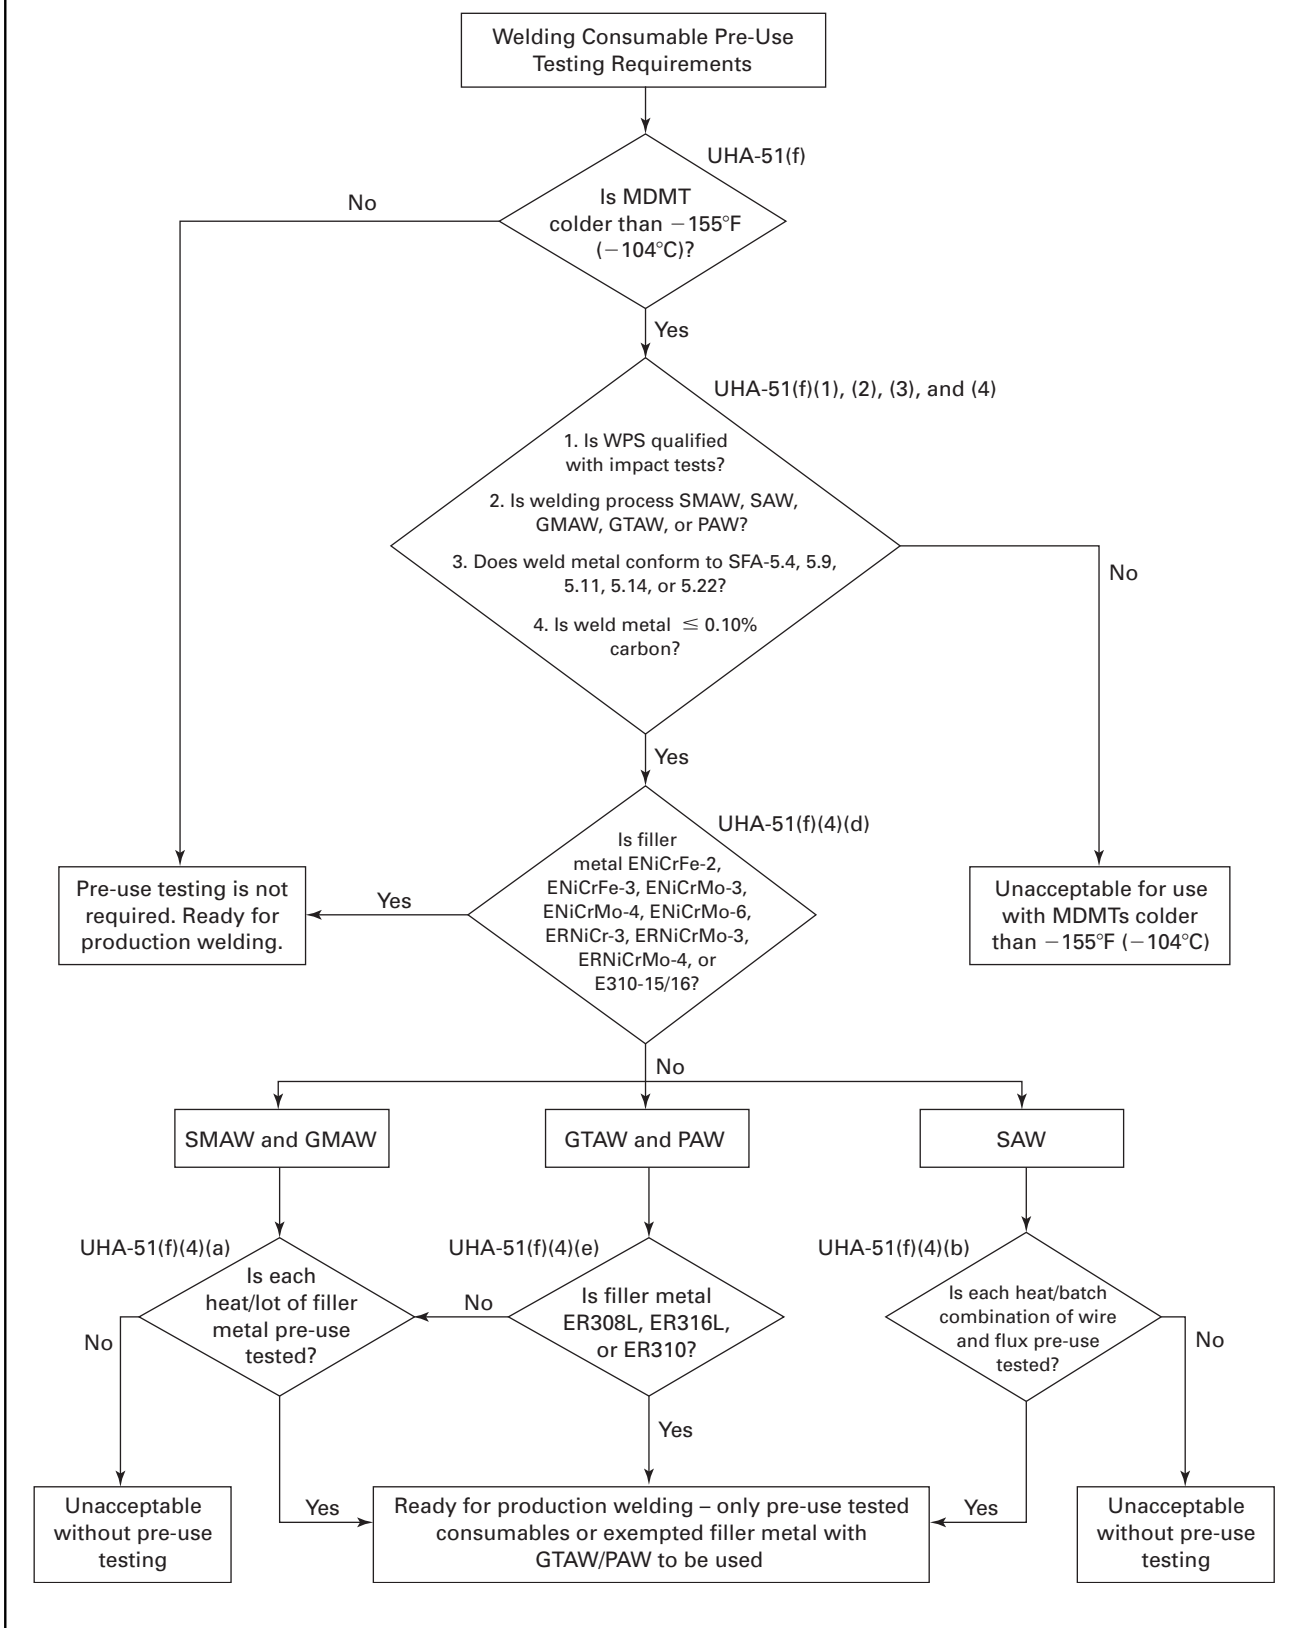 Welding Consumable Pre-Use
Testing Requirements
UHA-51(f)
Is MDMT
colder than −155°F
(−104°C)?
No
Yes
UHA-51(f)(1), (2), (3), and (4)
1. Is WPS qualified
with impact tests?
2. Is welding process SMAW, SAW,
GMAW, GTAW, or PAW?
3. Does weld metal conform to SFA-5.4, 5.9,
5.11, 5.14, or 5.22?
4. Is weld metal ≤ 0.10%
carbon?
No
Yes
UHA-51(f)(4)(d)
Is filler
metal ENiCrFe-2,
ENiCrFe-3, ENiCrMo-3,
ENiCrMo-4, ENiCrMo-6,
ERNiCr-3, ERNiCrMo-3,
ERNiCrMo-4, or
E310-15/16?
Yes
Pre-use testing is not
required. Ready for
production welding.
Unacceptable for use
with MDMTs colder
than −155°F (−104°C)
No
SMAW and GMAW
GTAW and PAW
SAW
UHA-51(f)(4)(a)
Is each
heat/lot of filler
metal pre-use
tested?
UHA-51(f)(4)(e)
Is filler metal
ER308L, ER316L,
or ER310?
UHA-51(f)(4)(b)
Is each heat/batch
combination of wire
and flux pre-use
tested?
No
No
No
Yes
Yes
Yes
Unacceptable
without pre-use
testing
Ready for production welding – only pre-use tested
consumables or exempted filler metal with
GTAW/PAW to be used
Unacceptable
without pre-use
testing